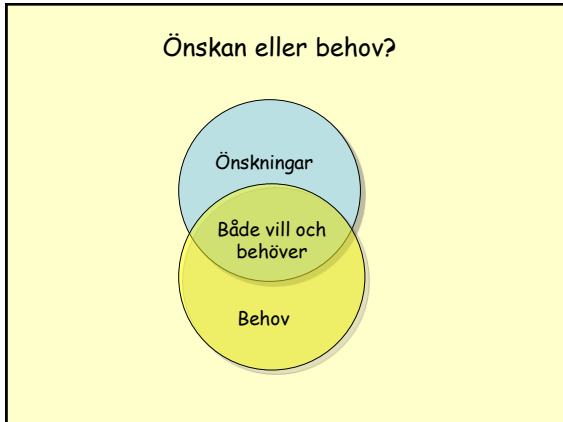 Önskan eller behov?
Önskningar
Både vill och
behöver
Behov